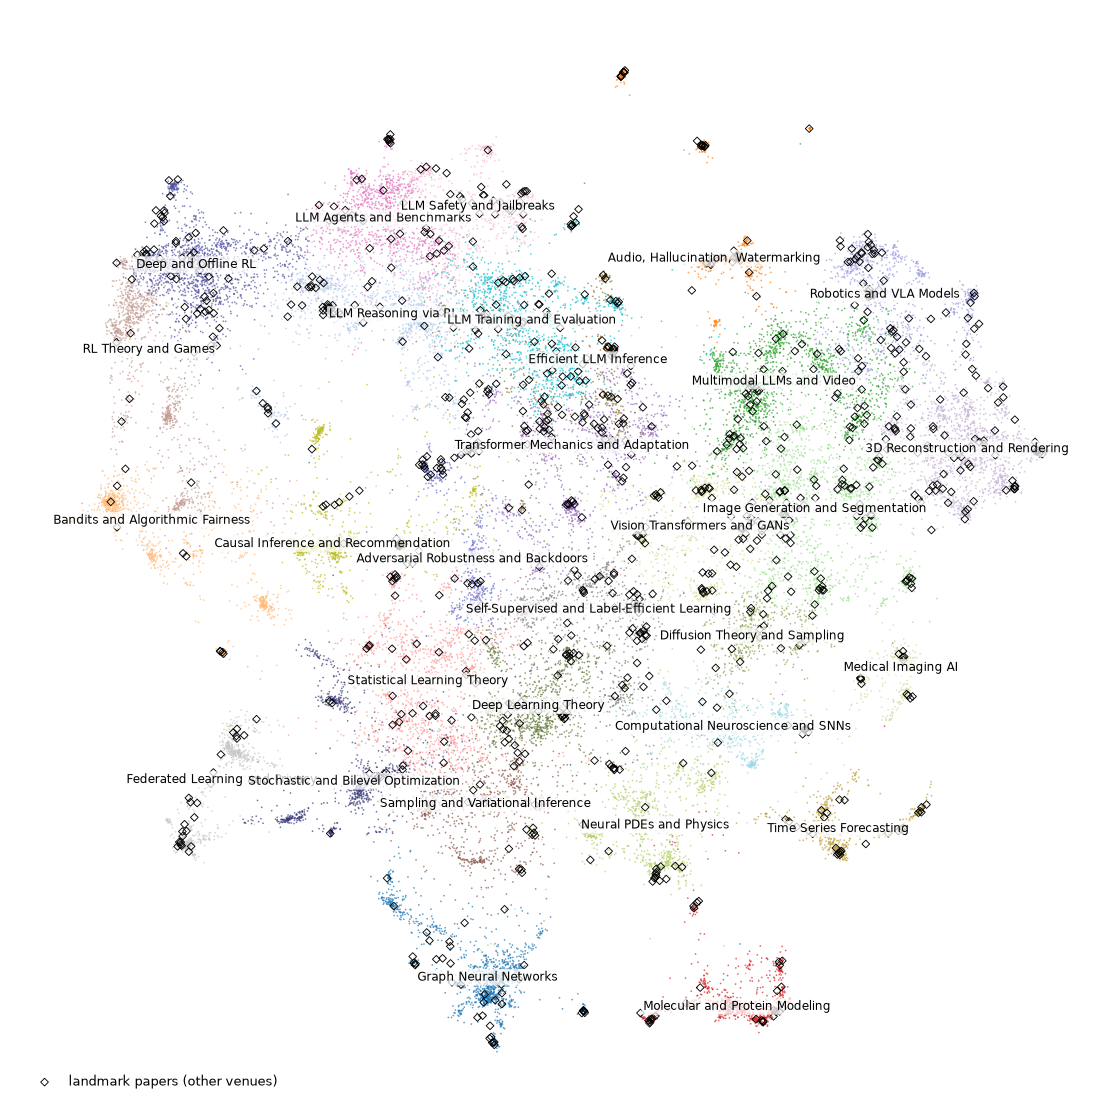 LLM Safety and Jailbreaks
LLM Agents and Benchmarks
Audio, Hallucination, Watermarking
Deep and Offline RL
Robotics and VLA Models
LLM Reasoning via
LLM Training and Evaluation
RL Theory and Games
Efficient LLM Inference
Multimodal LLMs and Video
Transformer Mechanics and Adaptation
3D Reconstruction and Rendering
Image Generation and Segmentation
Bandits and Algorithmic Fairness
Vision Transformers and GANs
Causal Inference and Recommendation
Adversarial Robustness and Backdoors
Self-Supervised and Label-Efficient Learning
Diffusion Theory and Sampling
Medical Imaging AI
Statistical Learning Theory
Deep Learning Theory
Computational Neuroscience and SNNs
Federated Learning
Stochastic and Bilevel Optimization
Sampling and Variational Inference
Neural PDEs and Physics
Time Series Forecasting
Graph Neural Networks
Molecular and Protein Modeling
landmark papers (other venues)